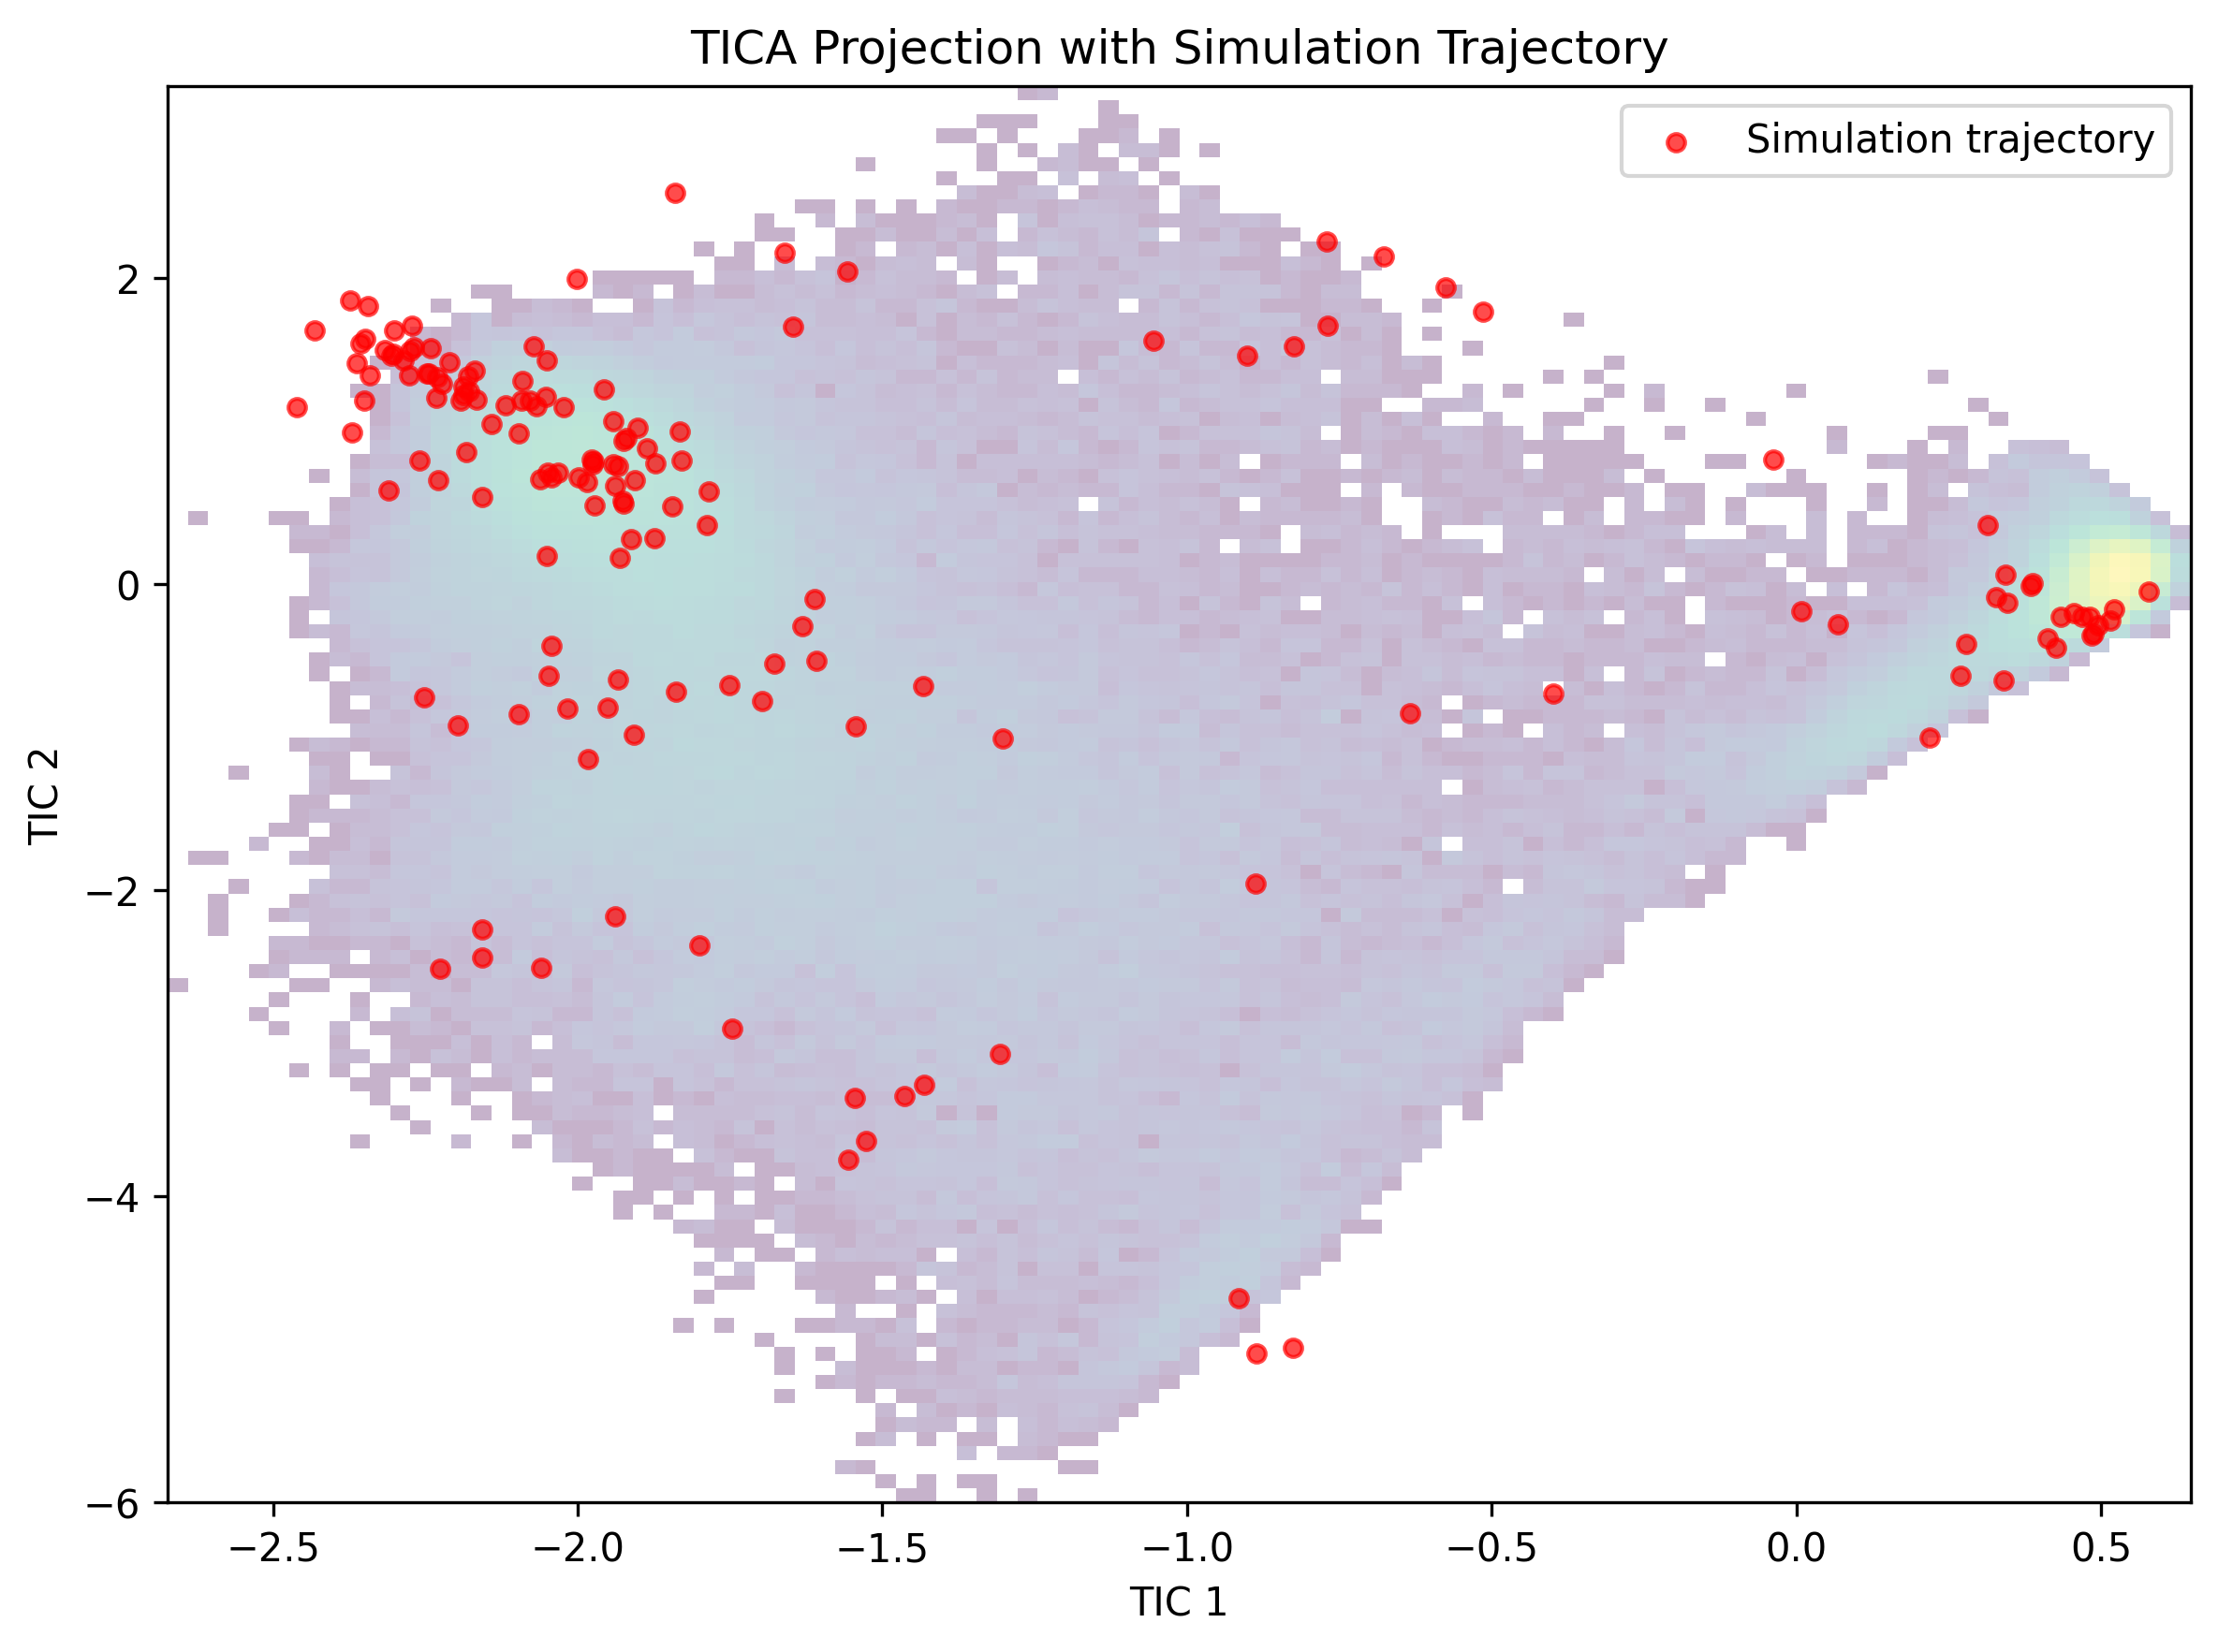 TICA Projection with Simulation Trajectory
Simulation trajectory
TIC 2
2
0
−2
−4
−6
−2.5 −2.0 −1.5 −1.0 −0.5 0.0 0.5
TIC 1